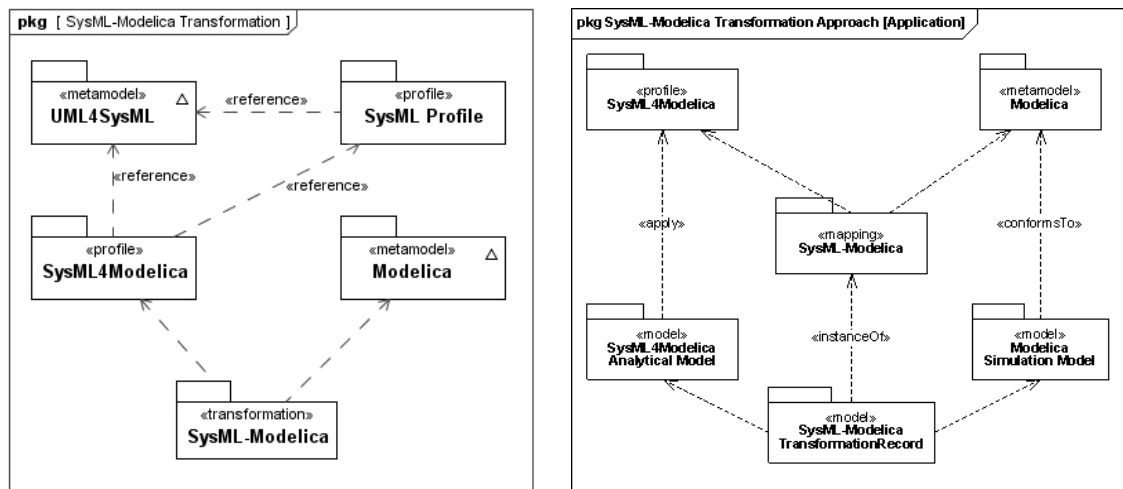 pkg [ SysML-Modelica Transformation ]
«metamodel»
UML4SysML
«reference»
«profile»
SysML Profile
«reference»
«reference»
«profile»
SysML4Modelica
«metamodel»
Modelica
«transformation»
SysML-Modelica
pkg SysML-Modelica Transformation Approach [Application]
«profile»
SysML4Modelica
«metamodel»
Modelica
«apply»
«mapping»
SysML-Modelica
«conformsTo»
«model»
SysML4Modelica
Analytical Model
«instanceOf»
«model»
Modelica
Simulation Model
«model»
SysML-Modelica
TransformationRecord